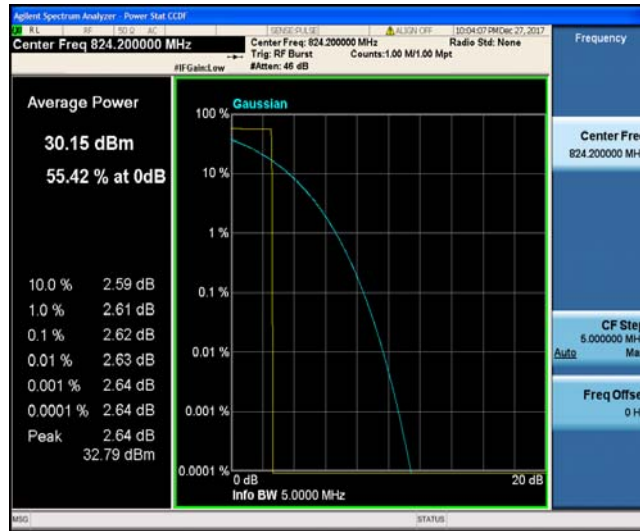 Agilent Spectrum Analyzer - Power Stat CCDF
RL RF 50 Ω AC SENSE:PULSE ALIGN OFF 10:04:07 PM Dec 27, 2017
Center Freq 824.200000 MHz
Center Freq: 824.200000 MHz Radio Std: None
Trig: RF Burst Counts:1.00 M/1.00 Mpt
#IFGain:Low #Atten: 46 dB
Frequency
Average Power
30.15 dBm
55.42 % at 0dB
10.0 % 2.59 dB
1.0 % 2.61 dB
0.1 % 2.62 dB
0.01 % 2.63 dB
0.001 % 2.64 dB
0.0001 % 2.64 dB
Peak 2.64 dB
32.79 dBm
Gaussian
100 %
10 %
1 %
0.1 %
0.01 %
0.001 %
0.0001 %
0 dB 20 dB
Info BW 5.0000 MHz
Center Fre
824.200000 MH
CF Step
5.000000 MH
Auto Ma
Freq Offse
0 H
MSG STATUS